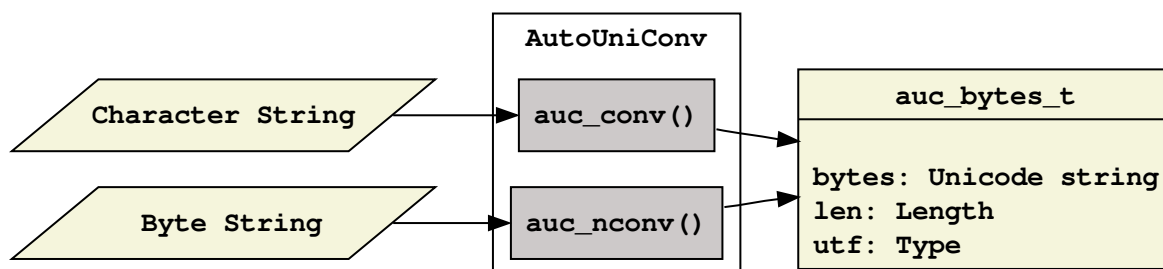 AutoUniConv
Character String
auc_conv()
Byte String
auc_nconv()
auc_bytes_t
bytes: Unicode string
len: Length
utf: Type